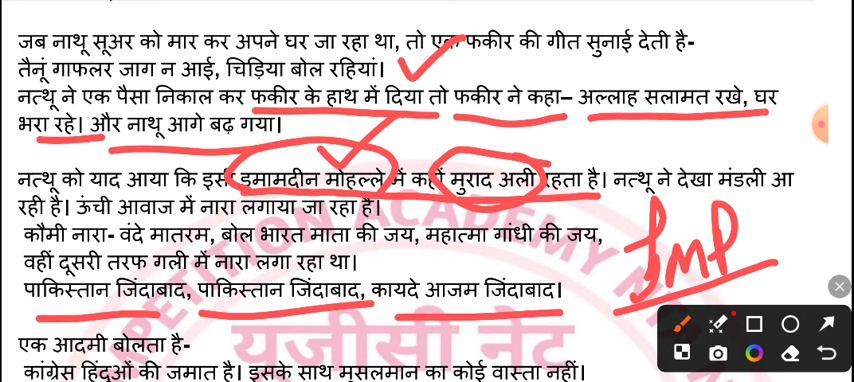 जब नाथू सूअर को मार कर अपने घर जा रहा था, तो एक फकीर की गीत सुनाई देती है-
तैनूं गाफलर जाग न आई, चिड़िया बोल रहियां।
नत्थू ने एक पैसा निकाल कर फकीर के हाथ में दिया तो फकीर ने कहा– अल्लाह सलामत रखे, घर
भरा रहे। और नाथू आगे बढ़ गया।
नत्थू को याद आया कि इसी इमामदीन मोहल्ले में कहीं मुराद अली रहता है। नत्थू ने देखा मंडली आ
रही है। ऊंची आवाज में नारा लगाया जा रहा है।
कौमी नारा- वंदे मातरम, बोल भारत माता की जय, महात्मा गांधी की जय,
वहीं दूसरी तरफ गली में नारा लगा रहा था।
Imp
पाकिस्तान जिंदाबाद, पाकिस्तान जिंदाबाद, कायदे आजम जिंदाबाद।
एक आदमी बोलता है-
यूजीसी नेट
कांग्रेस हिंदुओं की जमात है। इसके साथ मुसलमान का कोई वास्ता नहीं।